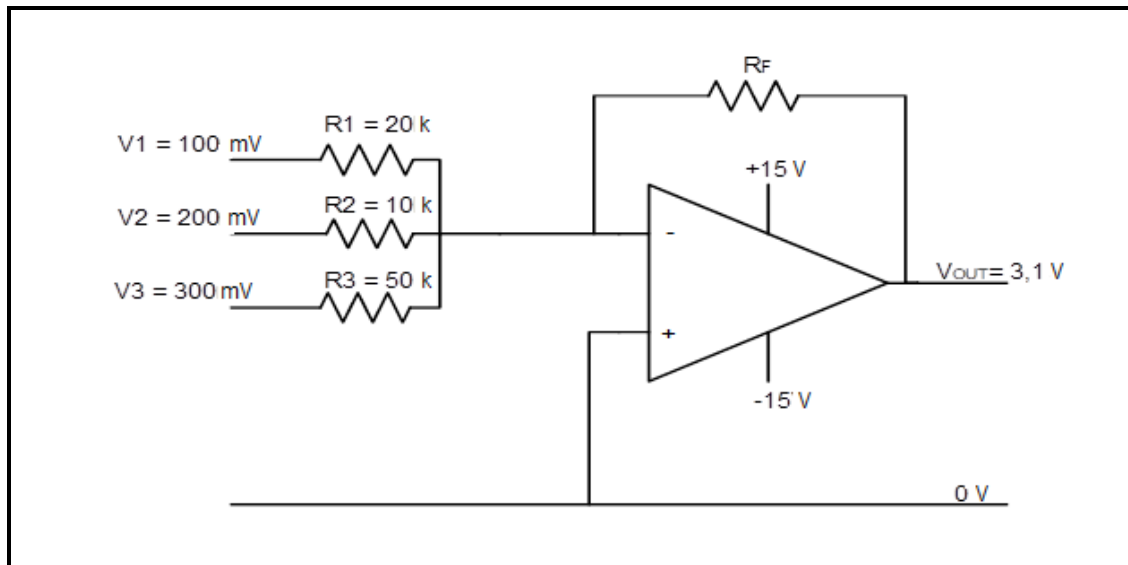 RF
R1 = 20 k
V1 = 100 mV
+15 V
R2 = 10 k
V2 = 200 mV
-
R3 = 50 k
VOUT= 3,1 V
V3 = 300 mV
+
-15 V
0 V